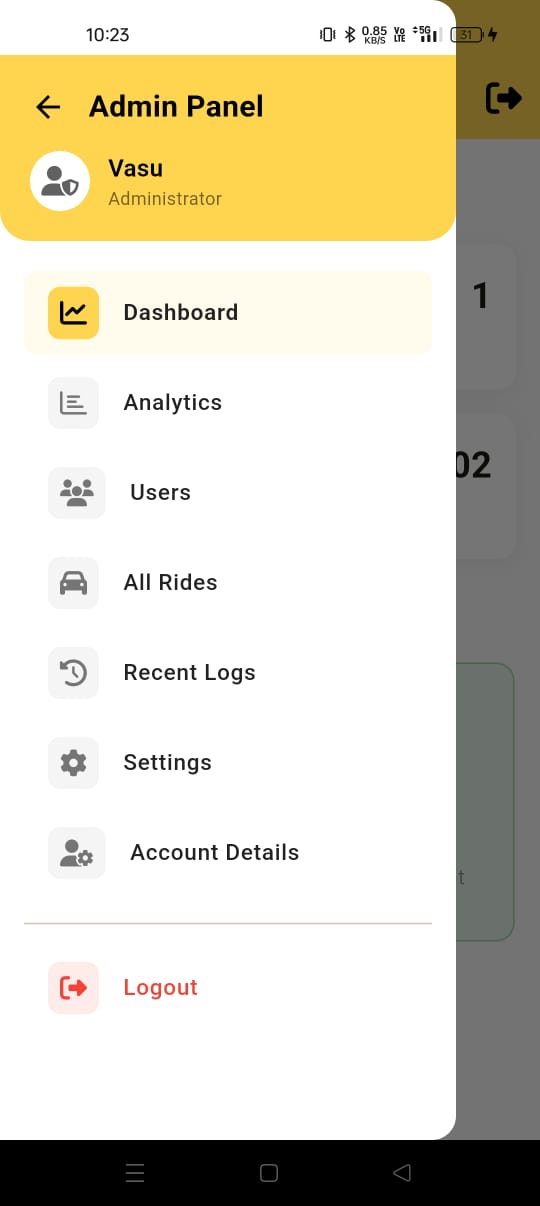 10:23
0.85 KB/S
Vo LTE
5G
31
Admin Panel
Vasu
Administrator
Dashboard
1
Analytics
02
Users
All Rides
Recent Logs
Settings
Account Details
t
Logout